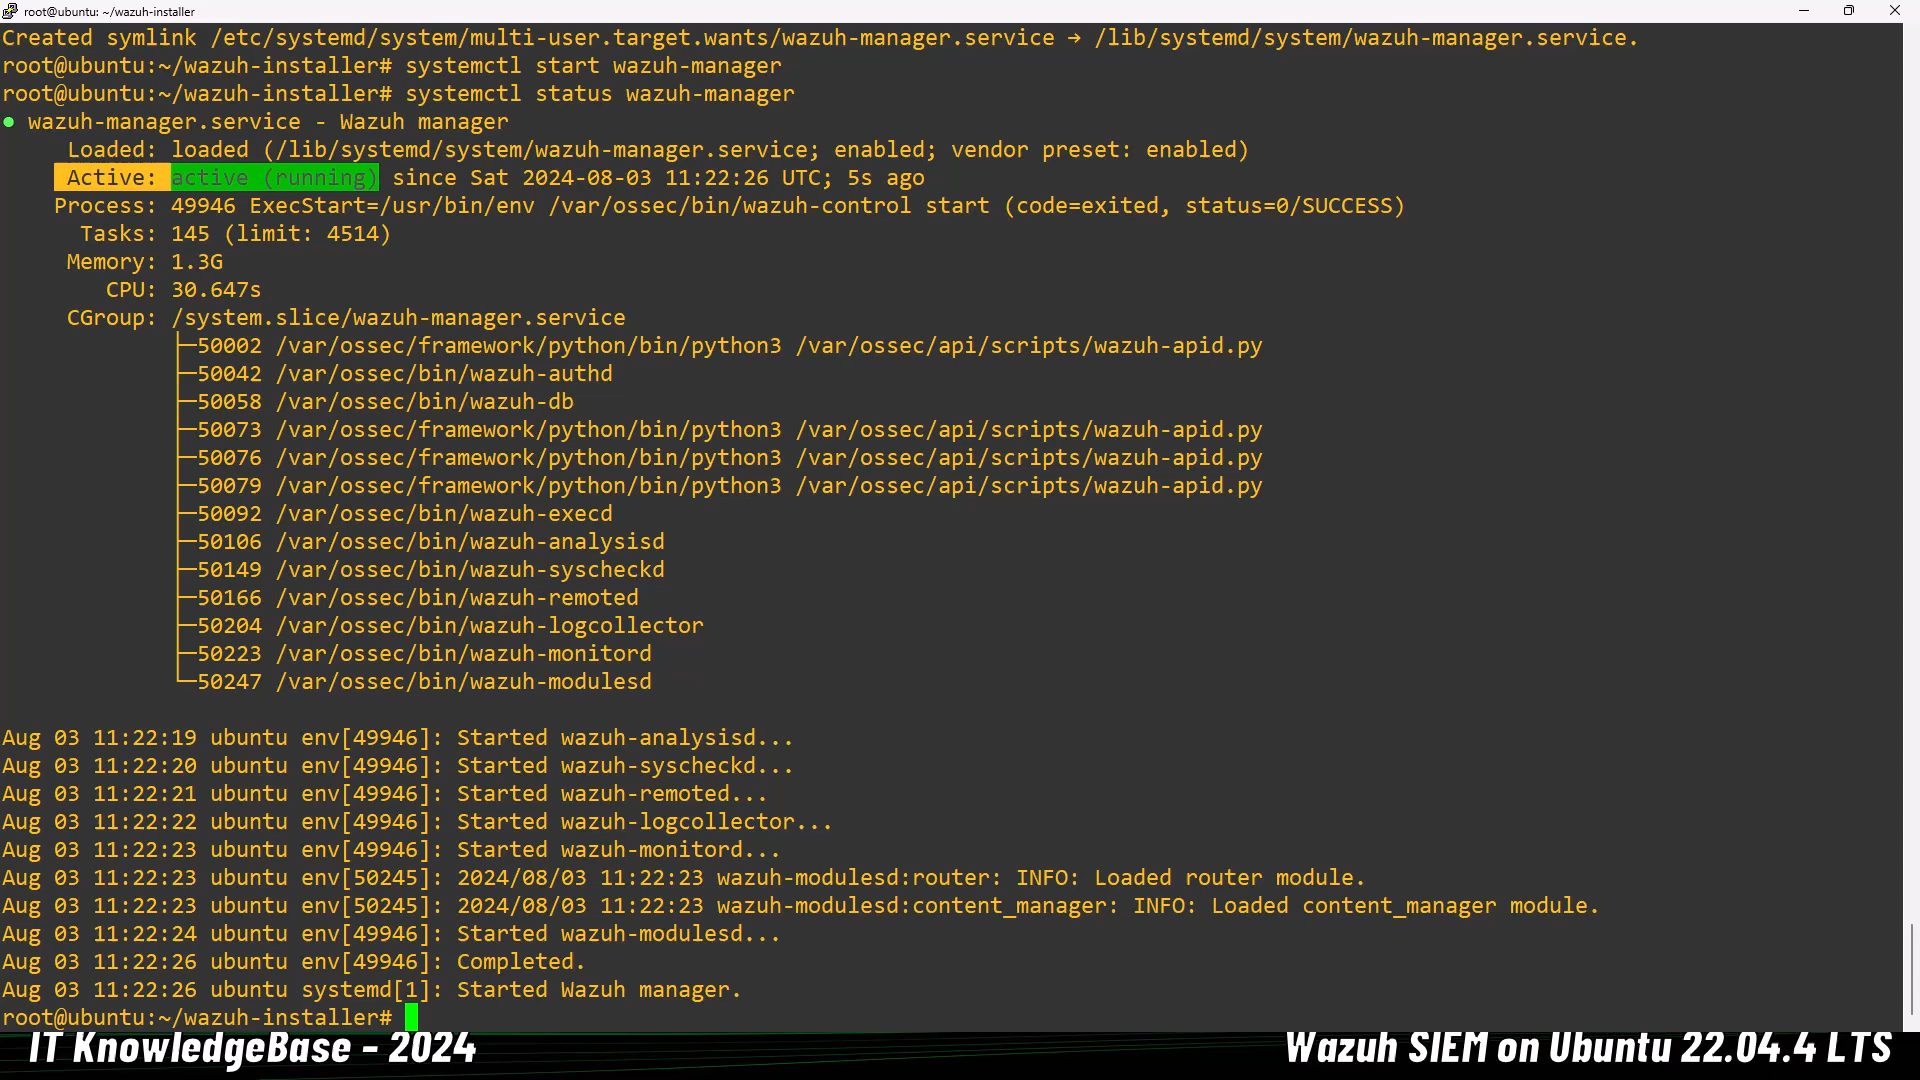 root@ubuntu: ~/wazuh-installer
Created symlink /etc/systemd/system/multi-user.target.wants/wazuh-manager.service → /lib/systemd/system/wazuh-manager.service.
root@ubuntu:~/wazuh-installer# systemctl start wazuh-manager
root@ubuntu:~/wazuh-installer# systemctl status wazuh-manager
● wazuh-manager.service - Wazuh manager
     Loaded: loaded (/lib/systemd/system/wazuh-manager.service; enabled; vendor preset: enabled)
     Active: active (running) since Sat 2024-08-03 11:22:26 UTC; 5s ago
    Process: 49946 ExecStart=/usr/bin/env /var/ossec/bin/wazuh-control start (code=exited, status=0/SUCCESS)
      Tasks: 145 (limit: 4514)
     Memory: 1.3G
        CPU: 30.647s
     CGroup: /system.slice/wazuh-manager.service
             ├─50002 /var/ossec/framework/python/bin/python3 /var/ossec/api/scripts/wazuh-apid.py
             ├─50042 /var/ossec/bin/wazuh-authd
             ├─50058 /var/ossec/bin/wazuh-db
             ├─50073 /var/ossec/framework/python/bin/python3 /var/ossec/api/scripts/wazuh-apid.py
             ├─50076 /var/ossec/framework/python/bin/python3 /var/ossec/api/scripts/wazuh-apid.py
             ├─50079 /var/ossec/framework/python/bin/python3 /var/ossec/api/scripts/wazuh-apid.py
             ├─50092 /var/ossec/bin/wazuh-execd
             ├─50106 /var/ossec/bin/wazuh-analysisd
             ├─50149 /var/ossec/bin/wazuh-syscheckd
             ├─50166 /var/ossec/bin/wazuh-remoted
             ├─50204 /var/ossec/bin/wazuh-logcollector
             ├─50223 /var/ossec/bin/wazuh-monitord
             └─50247 /var/ossec/bin/wazuh-modulesd
Aug 03 11:22:19 ubuntu env[49946]: Started wazuh-analysisd...
Aug 03 11:22:20 ubuntu env[49946]: Started wazuh-syscheckd...
Aug 03 11:22:21 ubuntu env[49946]: Started wazuh-remoted...
Aug 03 11:22:22 ubuntu env[49946]: Started wazuh-logcollector...
Aug 03 11:22:23 ubuntu env[49946]: Started wazuh-monitord...
Aug 03 11:22:23 ubuntu env[50245]: 2024/08/03 11:22:23 wazuh-modulesd:router: INFO: Loaded router module.
Aug 03 11:22:23 ubuntu env[50245]: 2024/08/03 11:22:23 wazuh-modulesd:content_manager: INFO: Loaded content_manager module.
Aug 03 11:22:24 ubuntu env[49946]: Started wazuh-modulesd...
Aug 03 11:22:26 ubuntu env[49946]: Completed.
Aug 03 11:22:26 ubuntu systemd[1]: Started Wazuh manager.
root@ubuntu:~/wazuh-installer#
IT KnowledgeBase - 2024
Wazuh SIEM on Ubuntu 22.04.4 LTS